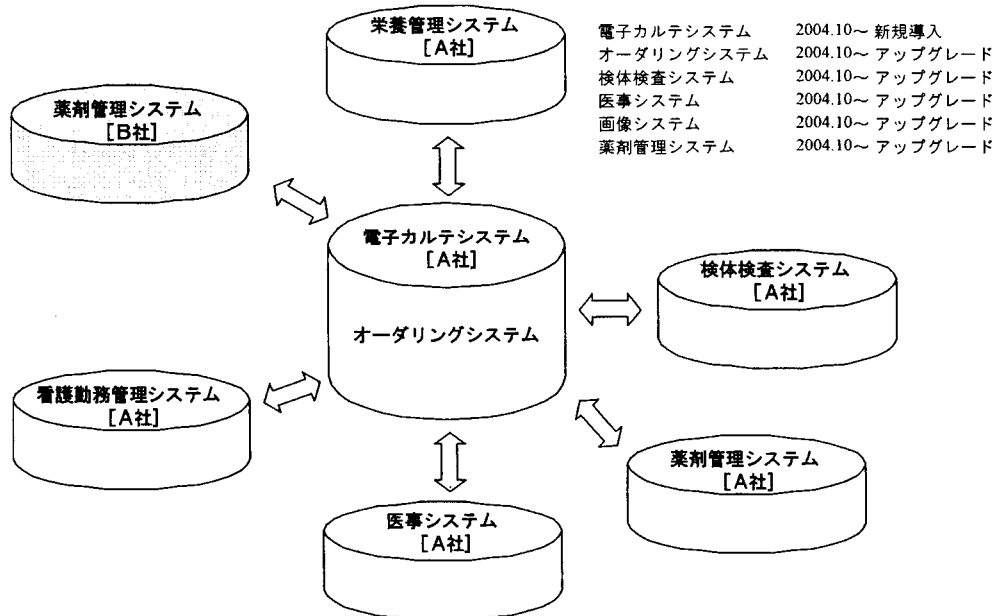 栄養管理システム
[A社]
電子カルテシステム 2004.10～ 新規導入
オーダリングシステム 2004.10～ アップグレード
検体検査システム 2004.10～ アップグレード
医事システム 2004.10～ アップグレード
画像システム 2004.10～ アップグレード
薬剤管理システム 2004.10～ アップグレード
薬剤管理システム
[B社]
電子カルテシステム
[A社]
オーダリングシステム
検体検査システム
[A社]
看護勤務管理システム
[A社]
薬剤管理システム
[A社]
医事システム
[A社]